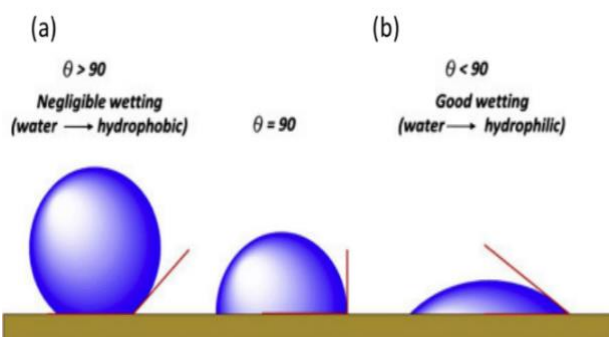 (a)
θ > 90
Negligible wetting
(water ⟶ hydrophobic)
θ = 90
(b)
θ < 90
Good wetting
(water ⟶ hydrophilic)